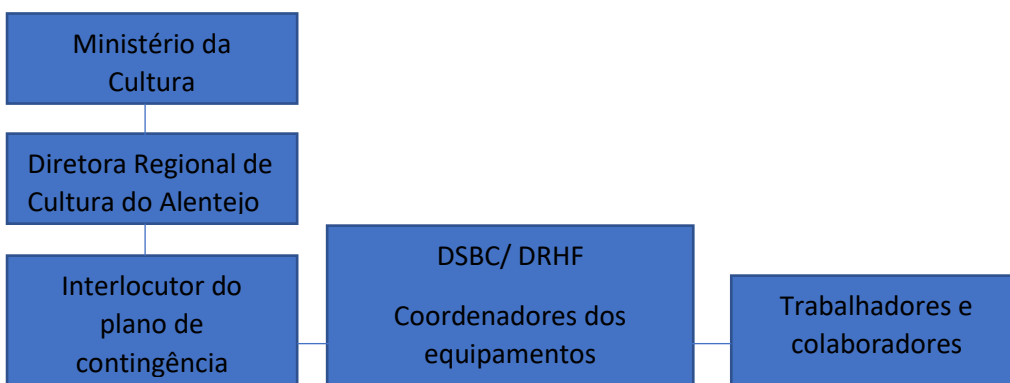 Ministério da
Cultura
Diretora Regional de
Cultura do Alentejo
Interlocutor do
plano de
contingência
DSBC/ DRHF
Coordenadores dos
equipamentos
Trabalhadores e
colaboradores